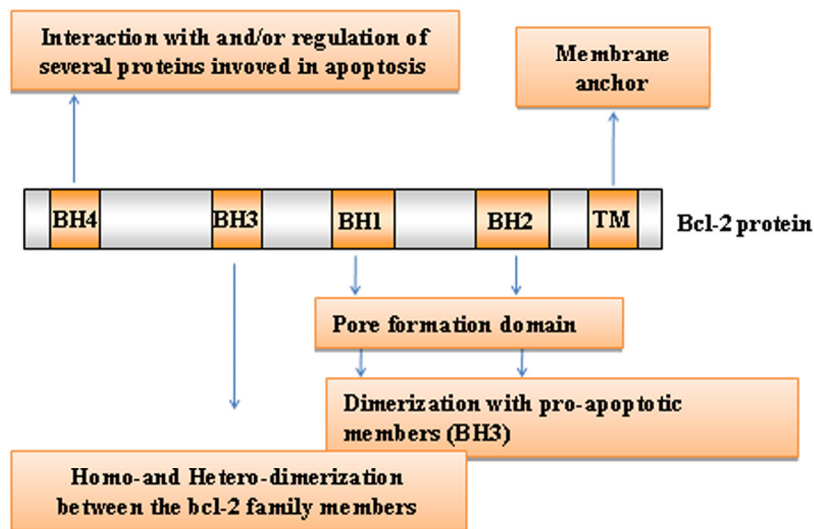 Interaction with and/or regulation of
several proteins invoved in apoptosis
Membrane
anchor
BH4 BH3 BH1 BH2 TM Bcl-2 protein
Pore formation domain
Dimerization with pro-apoptotic
members (BH3)
Homo-and Hetero-dimerization
between the bcl-2 family members